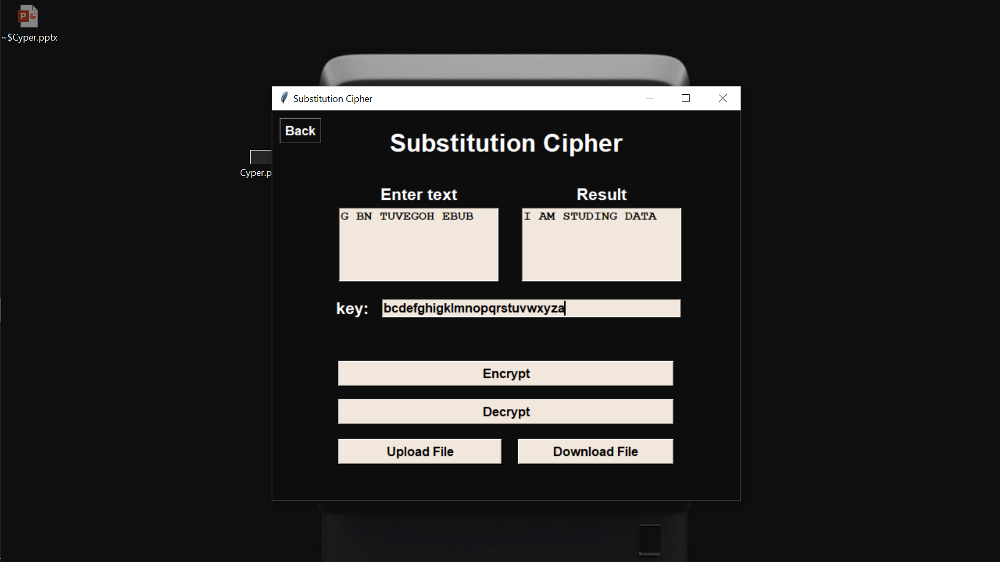 ~$Cyper.pptx
Substitution Cipher
Back
Substitution Cipher
Cyper.p
Enter text
Result
G BN TUVEGOH EBUB
I AM STUDING DATA
key:
bcdefghigklmnopqrstuvwxyza
Encrypt
Decrypt
Upload File
Download File